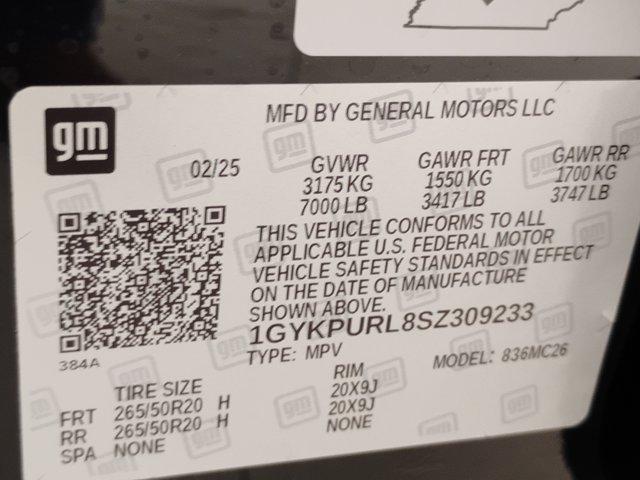 gm
MFD BY GENERAL MOTORS LLC
02/25
GVWR GAWR FRT GAWR RR
3175 KG 1550 KG 1700 KG
7000 LB 3417 LB 3747 LB
THIS VEHICLE CONFORMS TO ALL
APPLICABLE U.S. FEDERAL MOTOR
VEHICLE SAFETY STANDARDS IN EFFECT
ON THE DATE OF MANUFACTURE
SHOWN ABOVE.
1GYKPURL8SZ309233
384A
TYPE: MPV MODEL: 836MC26
TIRE SIZE RIM
FRT 265/50R20 H 20X9J
RR 265/50R20 H 20X9J
SPA NONE NONE